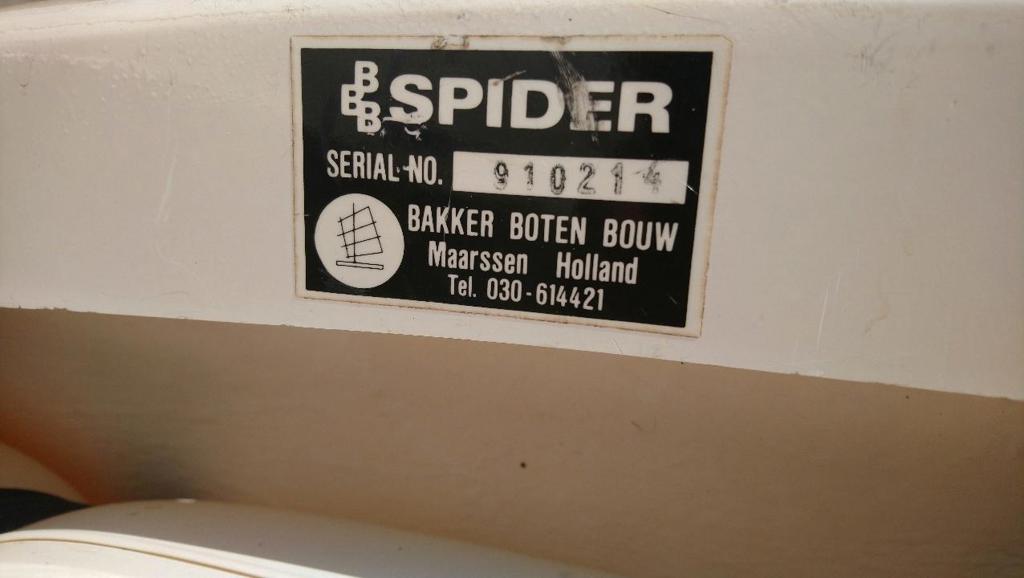 BBB SPIDER
SERIAL NO. 910214
BAKKER BOTEN BOUW
Maarssen Holland
Tel. 030-614421